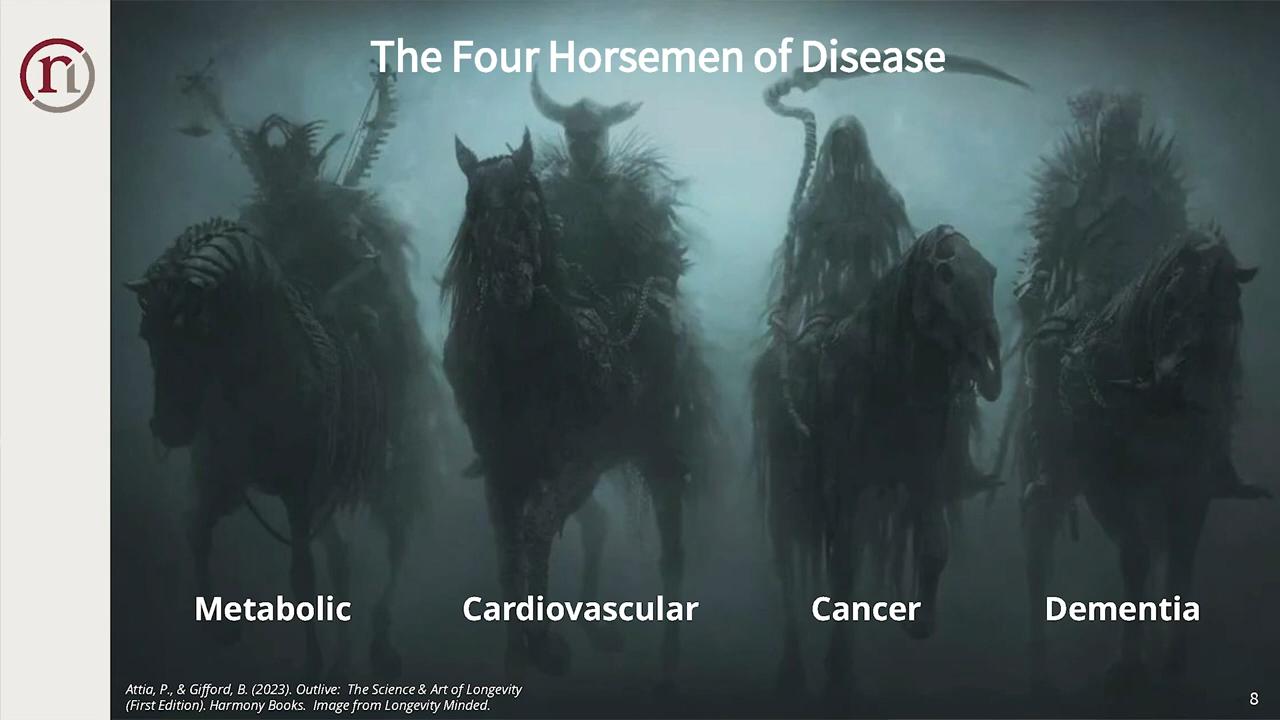 The Four Horsemen of Disease
Metabolic
Cardiovascular
Cancer
Dementia
Attia, P., & Gifford, B. (2023). Outlive:  The Science & Art of Longevity
(First Edition). Harmony Books.  Image from Longevity Minded.
8